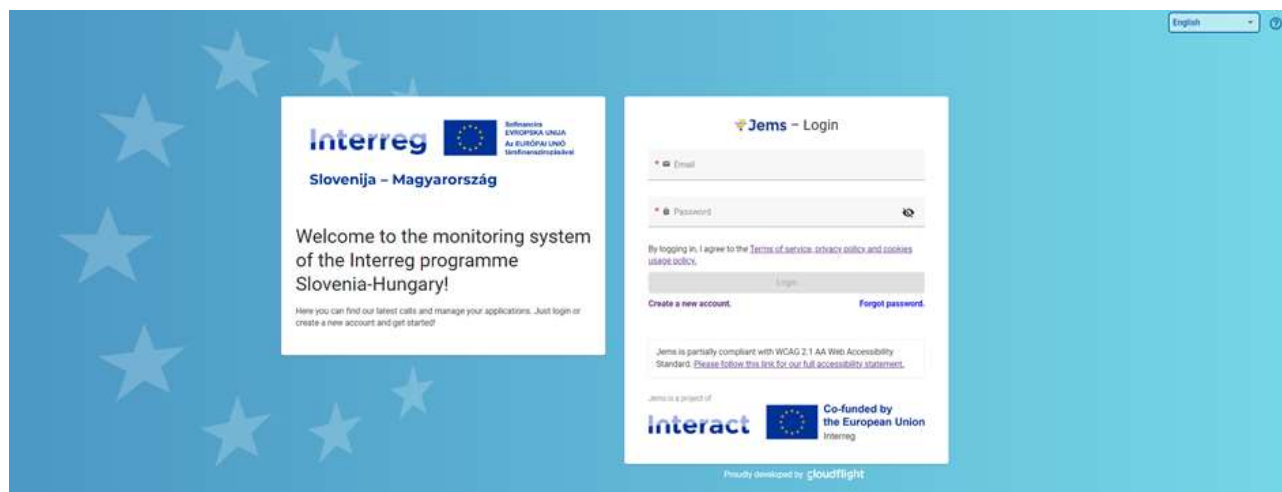 English
Interreg
Sofinancira
EVROPSKA UNIJA
Az EURÓPAI UNIÓ
társfinanszírozásával
Slovenija – Magyarország
Welcome to the monitoring system
of the Interreg programme
Slovenia-Hungary!
Here you can find our latest calls and manage your applications. Just login or
create a new account and get started!
Jems – Login
* Email
* Password
By logging in, I agree to the Terms of service, privacy policy and cookies
usage policy.
Login
Create a new account.
Forgot password.
Jems is partially compliant with WCAG 2.1 AA Web Accessibility
Standard. Please follow this link for our full accessibility statement.
Jems is a project of
Interact
Co-funded by
the European Union
Interreg
Proudly developed by cloudflight